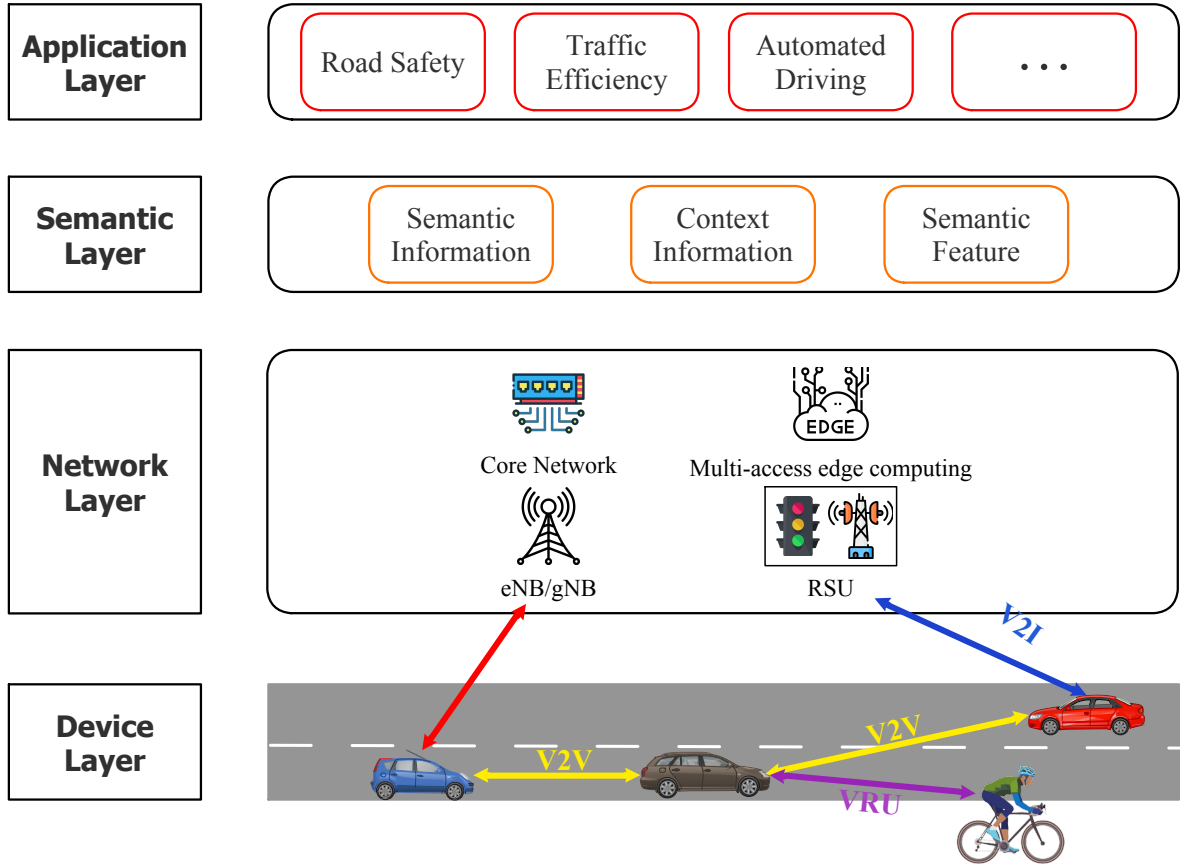 Application
Layer
Road Safety
Traffic
Efficiency
Automated
Driving
...
Semantic
Layer
Semantic
Information
Context
Information
Semantic
Feature
Network
Layer
EDGE
Core Network
Multi-access edge computing
eNB/gNB
RSU
V2I
Device
Layer
V2V
V2V
VRU